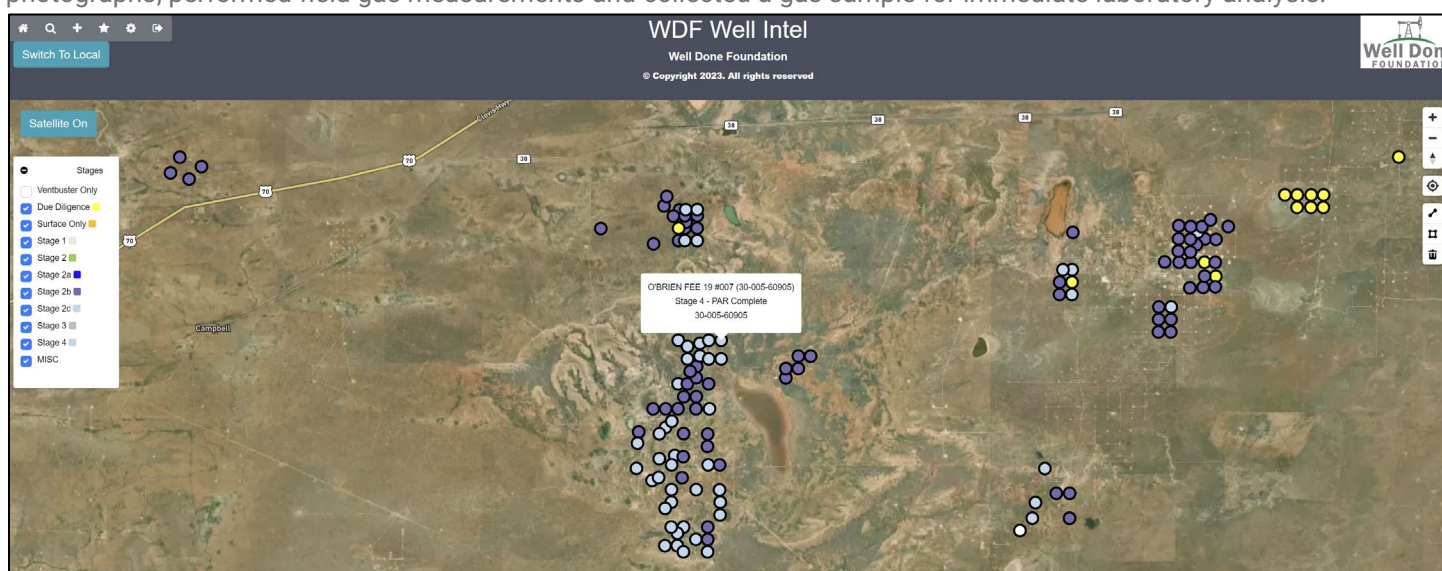 photographs, performed field gas measurements and collected a gas sample for immediate laboratory analysis.
WDF Well Intel
Well Done Foundation
© Copyright 2023. All rights reserved
Switch To Local
Well Don
FOUNDATION
Satellite On
Stages
Ventbuster Only
Due Diligence
Surface Only
Stage 1
Stage 2
Stage 2a
Stage 2b
Stage 2c
Stage 3
Stage 4
MISC
Clovis Hwy
38
38
38
38
38
70
70
70
Campbell
O'BRIEN FEE 19 #007 (30-005-60905)
Stage 4 - PAR Complete
30-005-60905